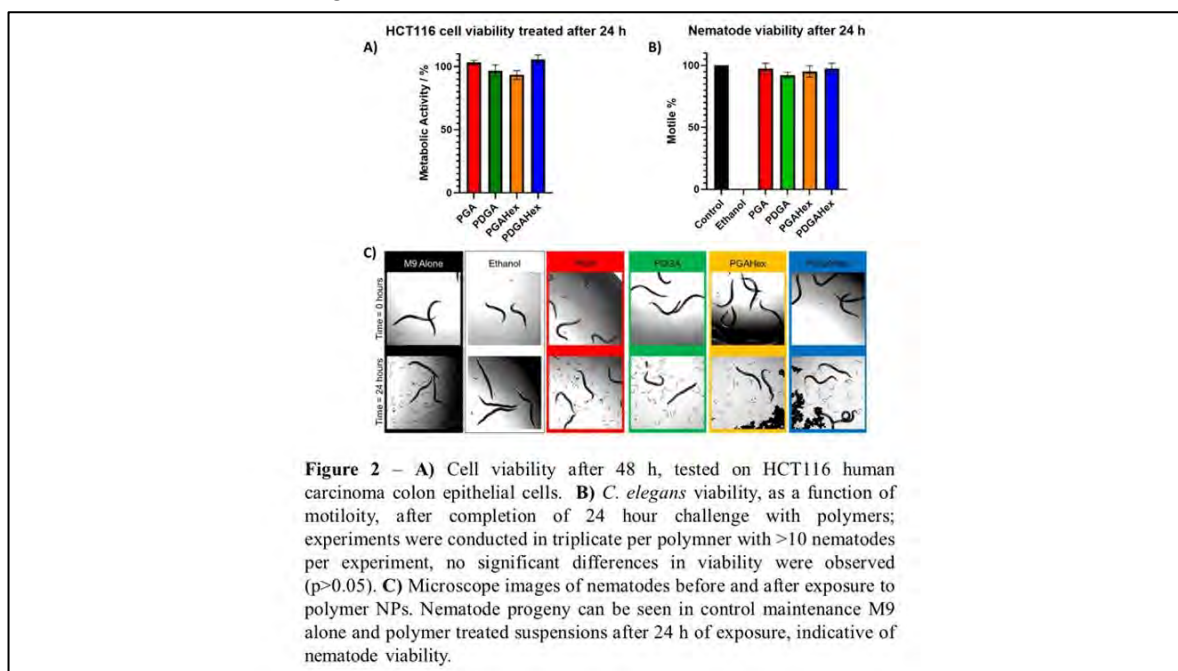 HCT116 cell viability treated after 24 h
Nematode viability after 24 h
A)
B)
100
50
0
Metabolic Activity / %
PGA
PDGA
PGAHex
PDGAHex
100
50
0
Motile %
Control
Ethanol
PGA
PDGA
PGAHex
PDGAHex
C)
M9 Alone
Ethanol
PDGA
PGAHex
Time = 0 hours
Time = 24 hours
Figure 2 – A) Cell viability after 48 h, tested on HCT116 human
carcinoma colon epithelial cells. B) C. elegans viability, as a function of
motiloity, after completion of 24 hour challenge with polymers;
experiments were conducted in triplicate per polymner with >10 nematodes
per experiment, no significant differences in viability were observed
(p>0.05). C) Microscope images of nematodes before and after exposure to
polymer NPs. Nematode progeny can be seen in control maintenance M9
alone and polymer treated suspensions after 24 h of exposure, indicative of
nematode viability.